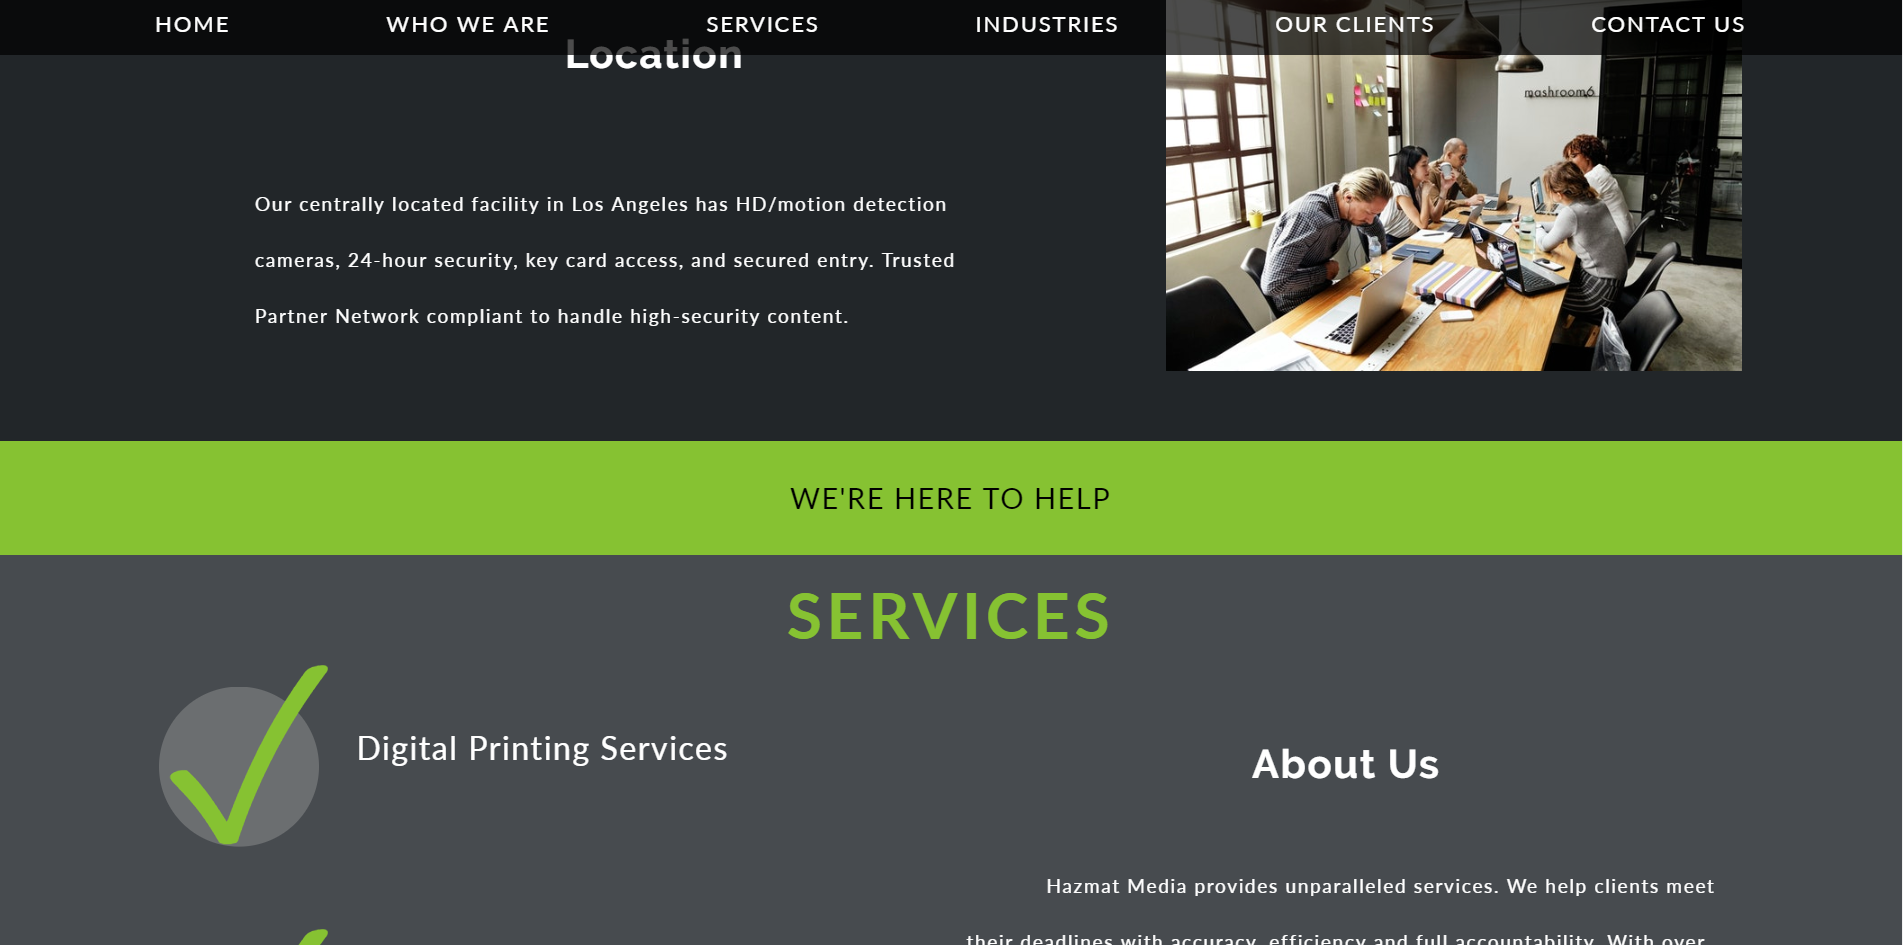 HOME WHO WE ARE SERVICES INDUSTRIES OUR CLIENTS CONTACT US
Location
mashroom6
Our centrally located facility in Los Angeles has HD/motion detection
cameras, 24-hour security, key card access, and secured entry. Trusted
Partner Network compliant to handle high-security content.
WE'RE HERE TO HELP
SERVICES
Digital Printing Services
About Us
Hazmat Media provides unparalleled services. We help clients meet
their deadlines with accuracy, efficiency and full accountability. With over